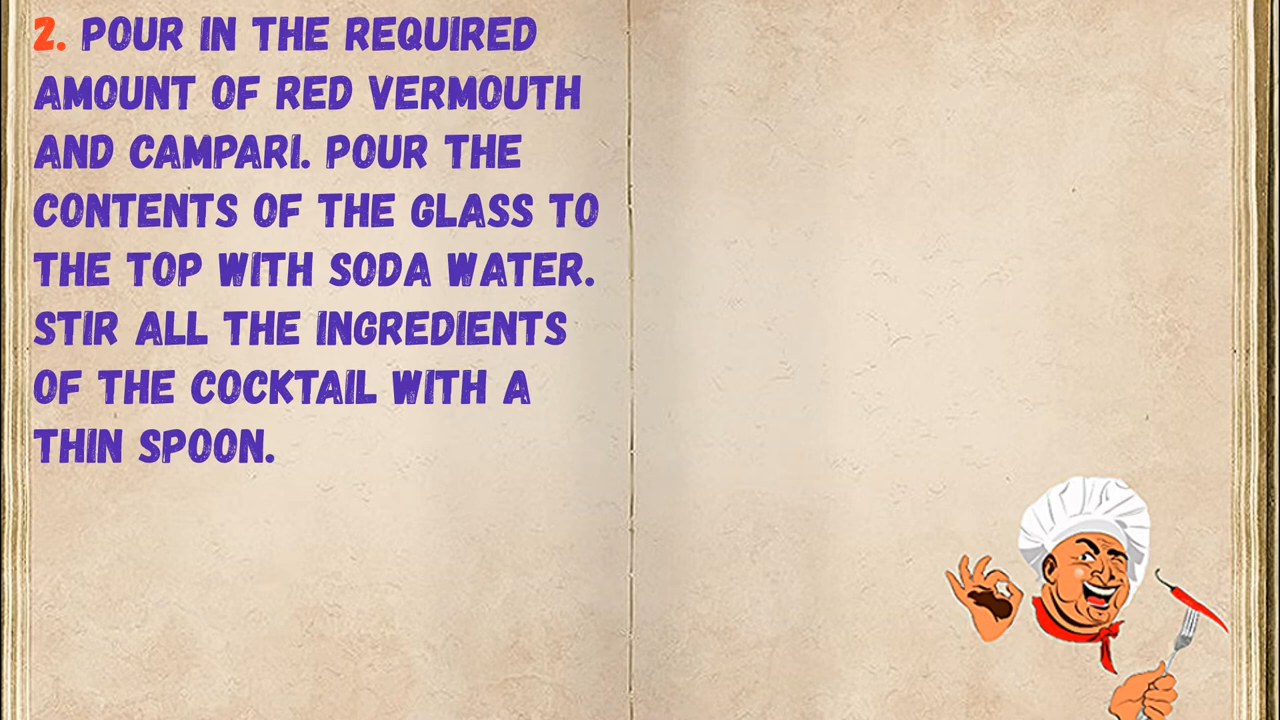 2. POUR IN THE REQUIRED
AMOUNT OF RED VERMOUTH
AND CAMPARI. POUR THE
CONTENTS OF THE GLASS TO
THE TOP WITH SODA WATER.
STIR ALL THE INGREDIENTS
OF THE COCKTAIL WITH A
THIN SPOON.